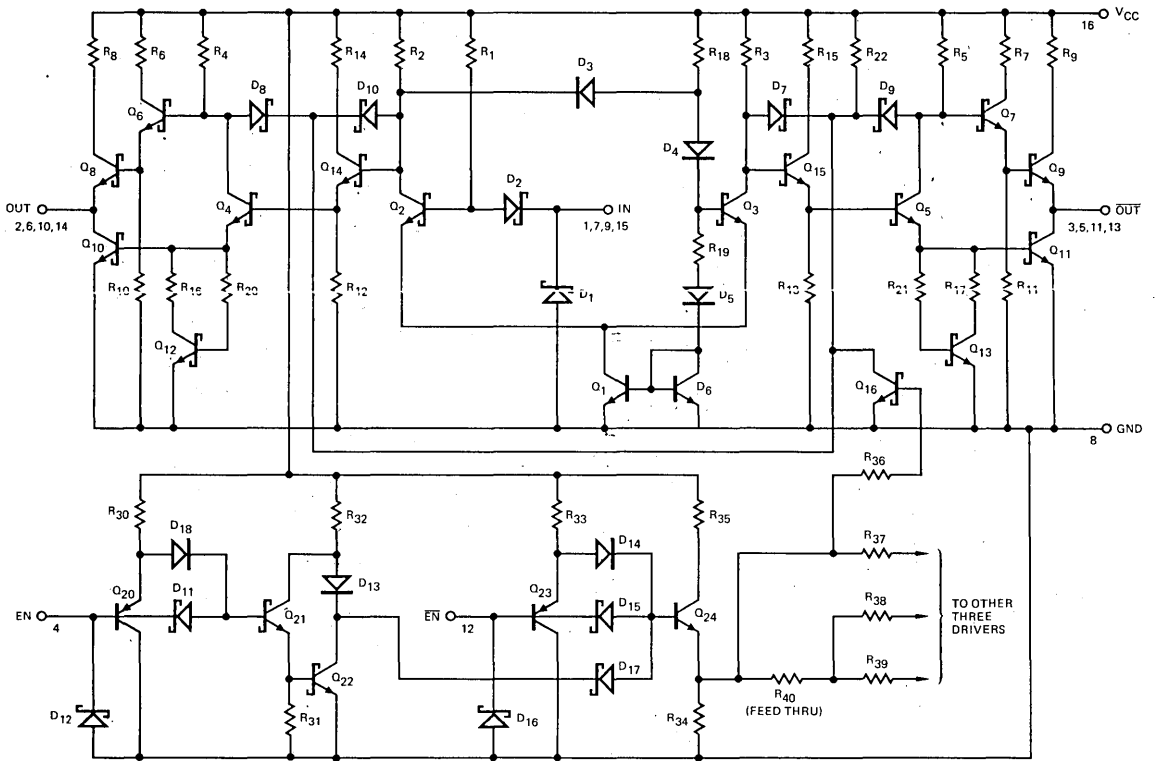 VCC
16
R8
R6
R4
R14
R2
R1
R18
R3
R15
R22
R5
R7
R9
D3
D8
D10
D7
D9
Q6
Q7
D4
Q8
Q14
Q15
Q9
D2
Q4
Q2
Q3
Q5
OUT
2,6,10,14
IN
1,7,9,15
OUT
3,5,11,13
Q10
Q11
R19
R10
R16
R20
R12
D1
D5
R13
R21
R17
R11
Q12
Q13
Q1
D6
Q16
GND
8
R36
R30
R32
R33
R35
D18
D14
R37
Q20
D11
D13
Q23
D15
EN
4
Q21
EN
12
Q24
R38
TO OTHER
THREE
DRIVERS
D17
R39
Q22
R40
(FEED THRU)
D12
R31
D16
R34